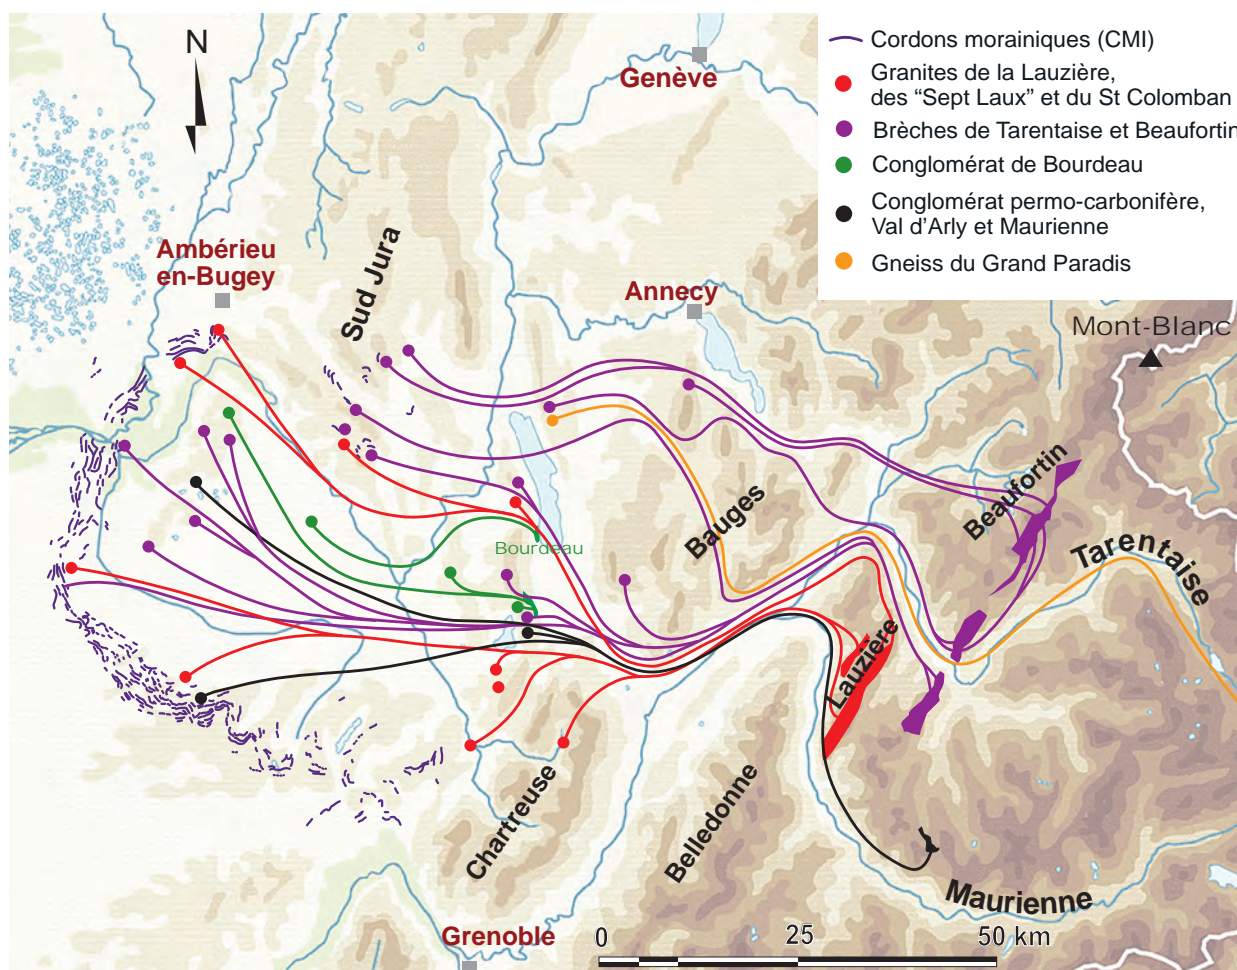 N
Genève
Cordons morainiques (CMI)
Granites de la Lauzière,
des “Sept Laux” et du St Colomban
Brèches de Tarentaise et Beaufortin
Conglomérat de Bourdeau
Conglomérat permo-carbonifère,
Val d’Arly et Maurienne
Gneiss du Grand Paradis
Ambérieu
en-Bugey
Sud Jura
Annecy
Mont-Blanc
Beaufortin
Bauges
Bourdeau
Tarentaise
Lauzière
Chartreuse
Belledonne
Maurienne
Grenoble
0 25 50 km